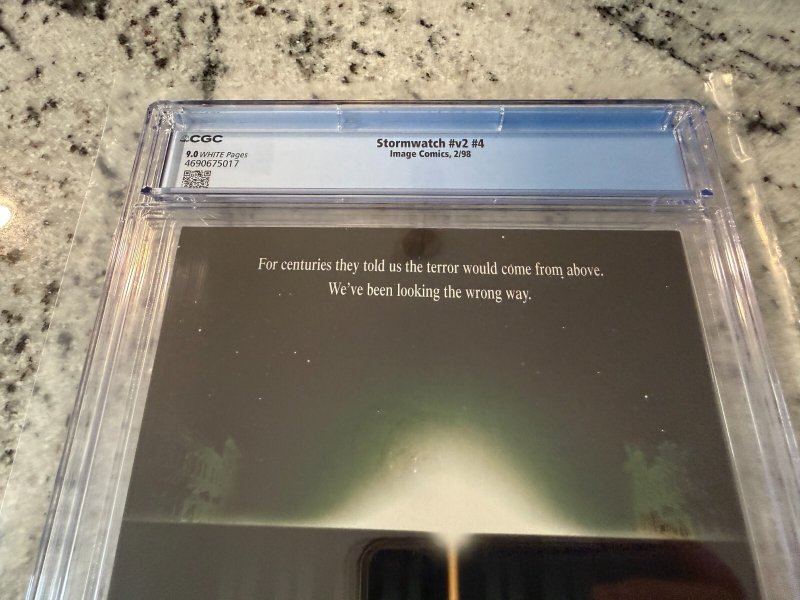 CGC
Stormwatch #v2 #4
9.0 WHITE Pages
Image Comics, 2/98
4690675017
For centuries they told us the terror would come from above.
We've been looking the wrong way.